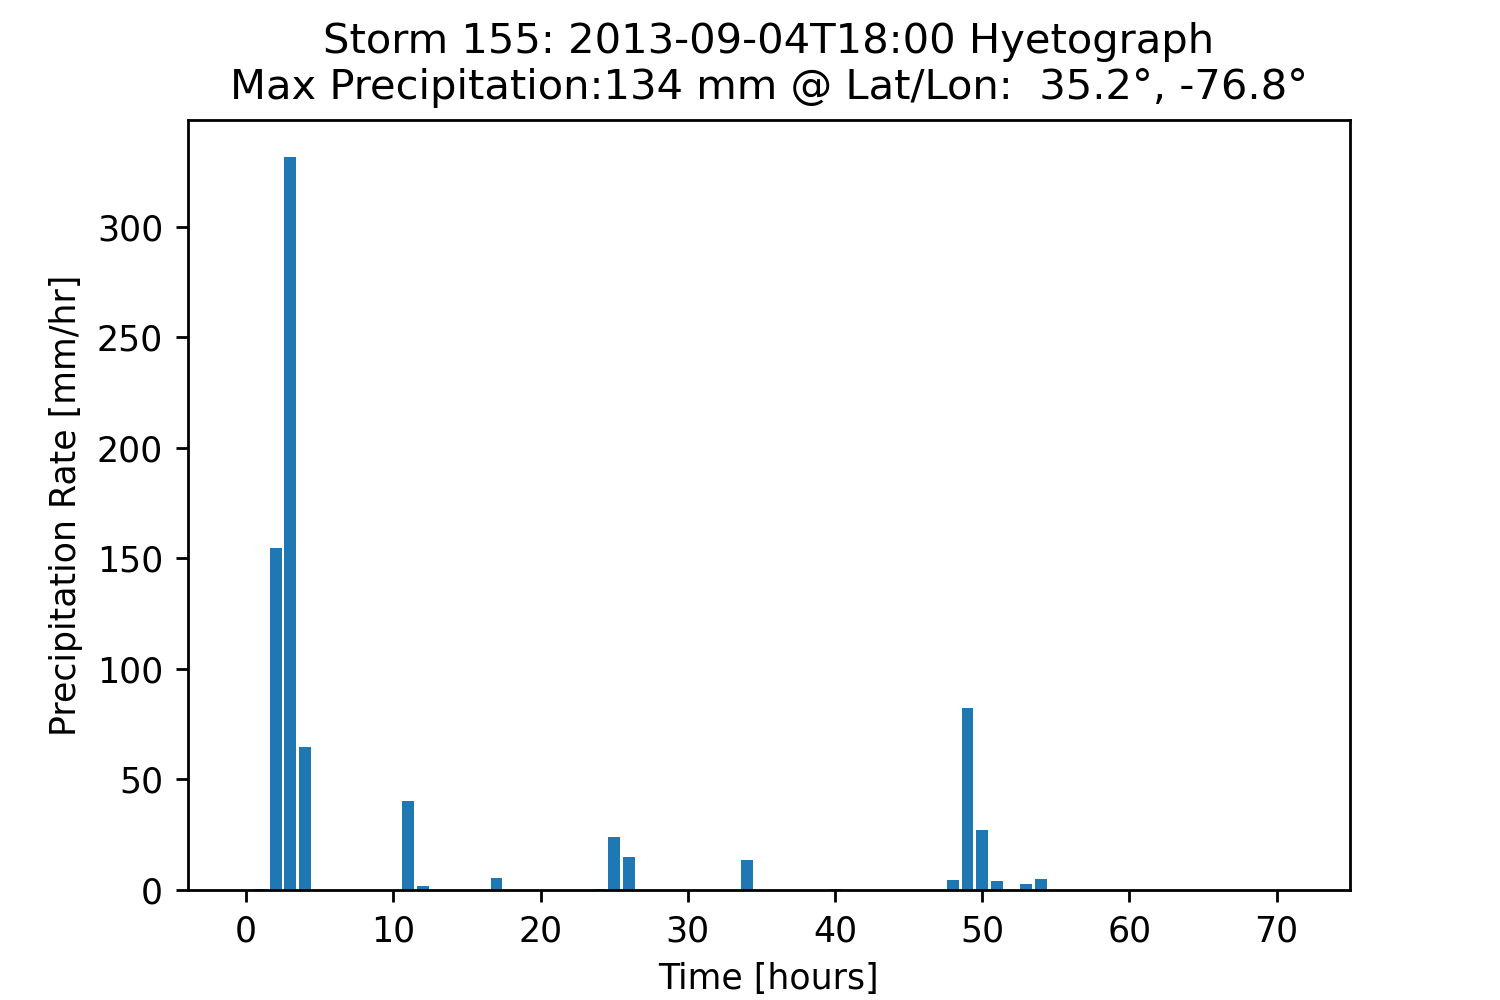 Storm 155: 2013-09-04T18:00 Hyetograph
Max Precipitation:134 mm @ Lat/Lon:  35.2°, -76.8°
Precipitation Rate [mm/hr]
300
250
200
150
100
50
0
0 10 20 30 40 50 60 70
Time [hours]